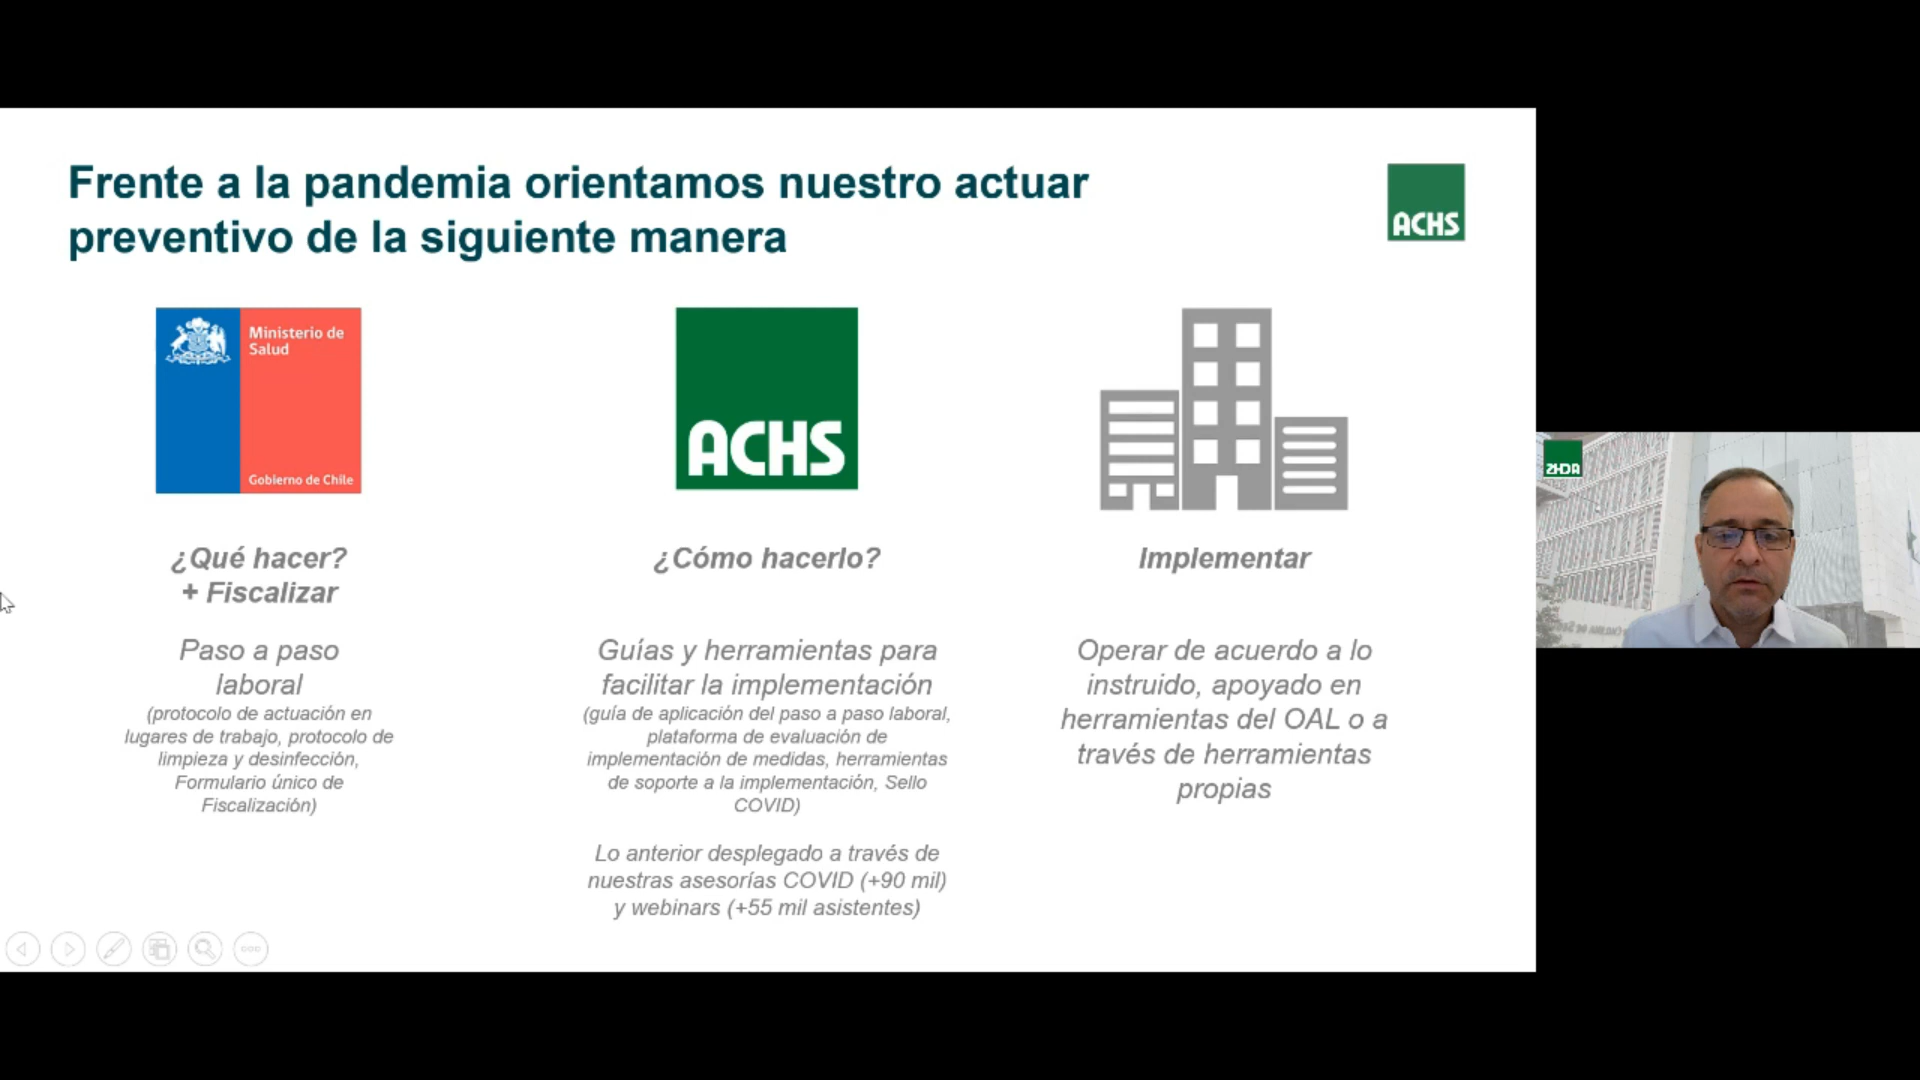 Frente a la pandemia orientamos nuestro actuar
preventivo de la siguiente manera
ACHS
Ministerio de
Salud
Gobierno de Chile
ACHS
¿Qué hacer?
+ Fiscalizar
Paso a paso
laboral
(protocolo de actuación en
lugares de trabajo, protocolo de
limpieza y desinfección,
Formulario único de
Fiscalización)
¿Cómo hacerlo?
Guías y herramientas para
facilitar la implementación
(guía de aplicación del paso a paso laboral,
plataforma de evaluación de
implementación de medidas, herramientas
de soporte a la implementación, Sello
COVID)
Lo anterior desplegado a través de
nuestras asesorías COVID (+90 mil)
y webinars (+55 mil asistentes)
Implementar
Operar de acuerdo a lo
instruido, apoyado en
herramientas del OAL o a
través de herramientas
propias
ACHS